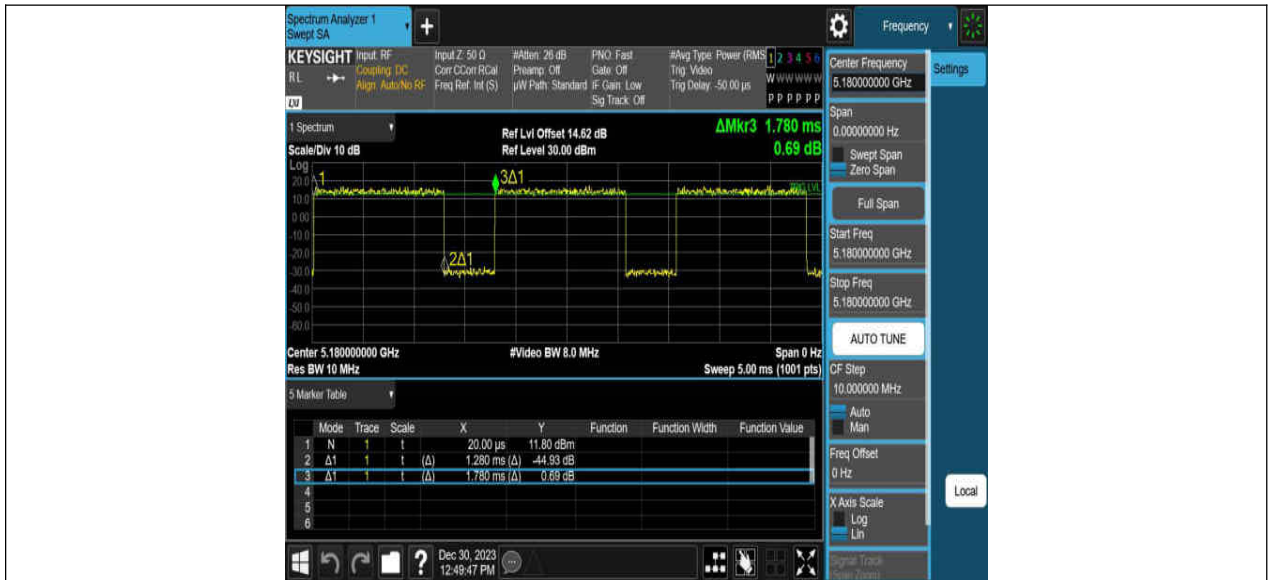 Spectrum Analyzer 1
Swept SA
+
Frequency
KEYSIGHT
RL
LXI
Input: RF
Coupling: DC
Align: Auto/No RF
Input Z: 50 Ω
Corr CCorr RCal
Freq Ref: Int (S)
#Atten: 26 dB
Preamp: Off
µW Path: Standard
PNO: Fast
Gate: Off
IF Gain: Low
Sig Track: Off
#Avg Type: Power (RMS
Trig: Video
Trig Delay: -50.00 µs
1 2 3 4 5 6
W W W W W W
P P P P P P
Center Frequency
5.180000000 GHz
Settings
Span
0.00000000 Hz
Swept Span
Zero Span
Full Span
Start Freq
5.180000000 GHz
Stop Freq
5.180000000 GHz
AUTO TUNE
CF Step
10.000000 MHz
Auto
Man
Freq Offset
0 Hz
X Axis Scale
Log
Lin
Signal Track
(Span Zoom)
Local
1 Spectrum
Scale/Div 10 dB
Ref Lvl Offset 14.62 dB
Ref Level 30.00 dBm
ΔMkr3 1.780 ms
0.69 dB
Log
20.0
10.0
0.00
-10.0
-20.0
-30.0
-40.0
-50.0
-60.0
1
3Δ1
2Δ1
TRIG LVL
Center 5.180000000 GHz
#Video BW 8.0 MHz
Span 0 Hz
Res BW 10 MHz
Sweep 5.00 ms (1001 pts)
5 Marker Table
Mode Trace Scale X Y Function Function Width Function Value
1 N 1 t 20.00 µs 11.80 dBm
2 Δ1 1 t (Δ) 1.280 ms (Δ) -44.93 dB
3 Δ1 1 t (Δ) 1.780 ms (Δ) 0.69 dB
4
5
6
?
Dec 30, 2023
12:49:47 PM